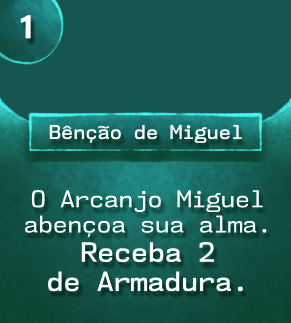 1
Bênção de Miguel
O Arcanjo Miguel
abençoa sua alma.
Receba 2
de Armadura.